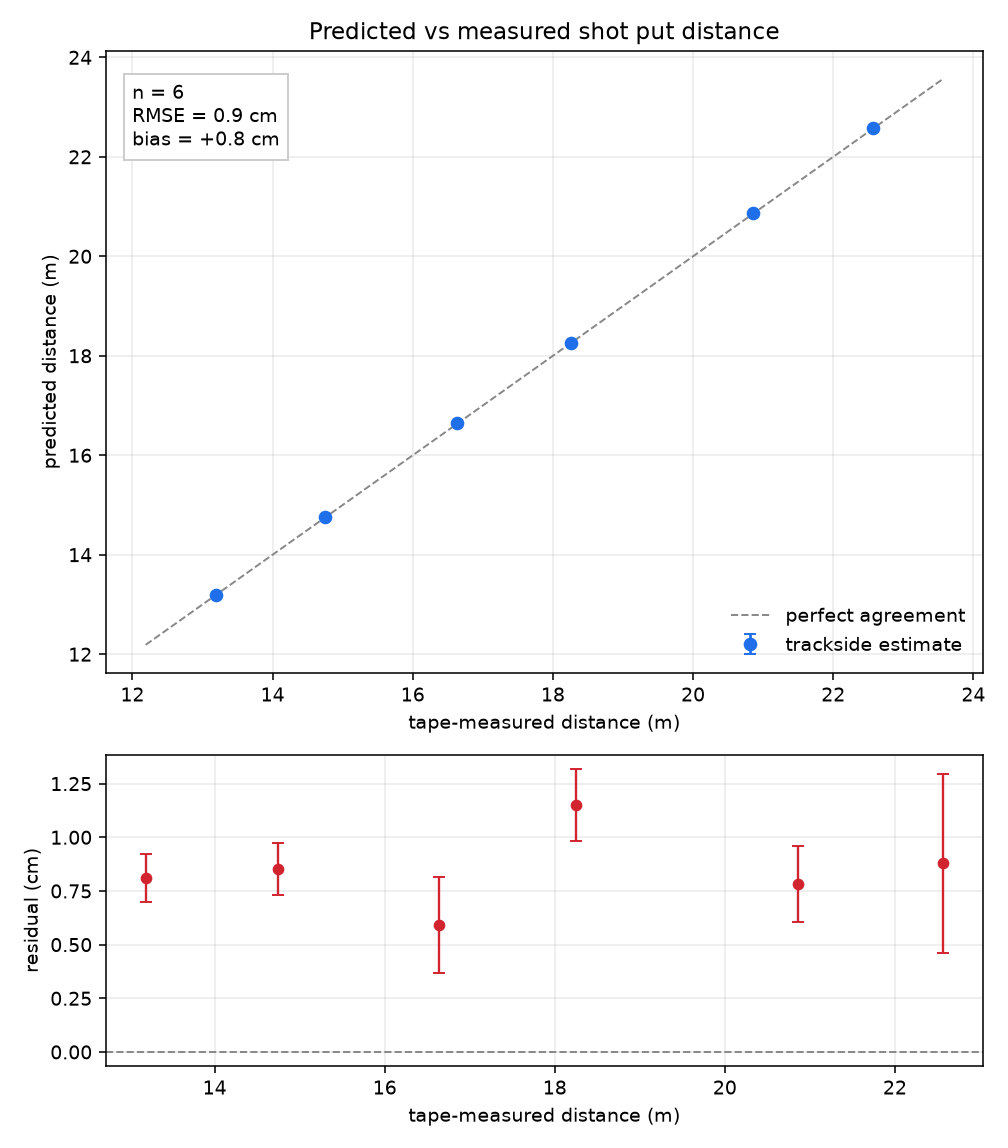 Predicted vs measured shot put distance
24
22
20
18
16
14
12
predicted distance (m)
n = 6
RMSE = 0.9 cm
bias = +0.8 cm
perfect agreement
trackside estimate
12 14 16 18 20 22 24
tape-measured distance (m)
1.25
1.00
0.75
0.50
0.25
0.00
residual (cm)
14 16 18 20 22
tape-measured distance (m)